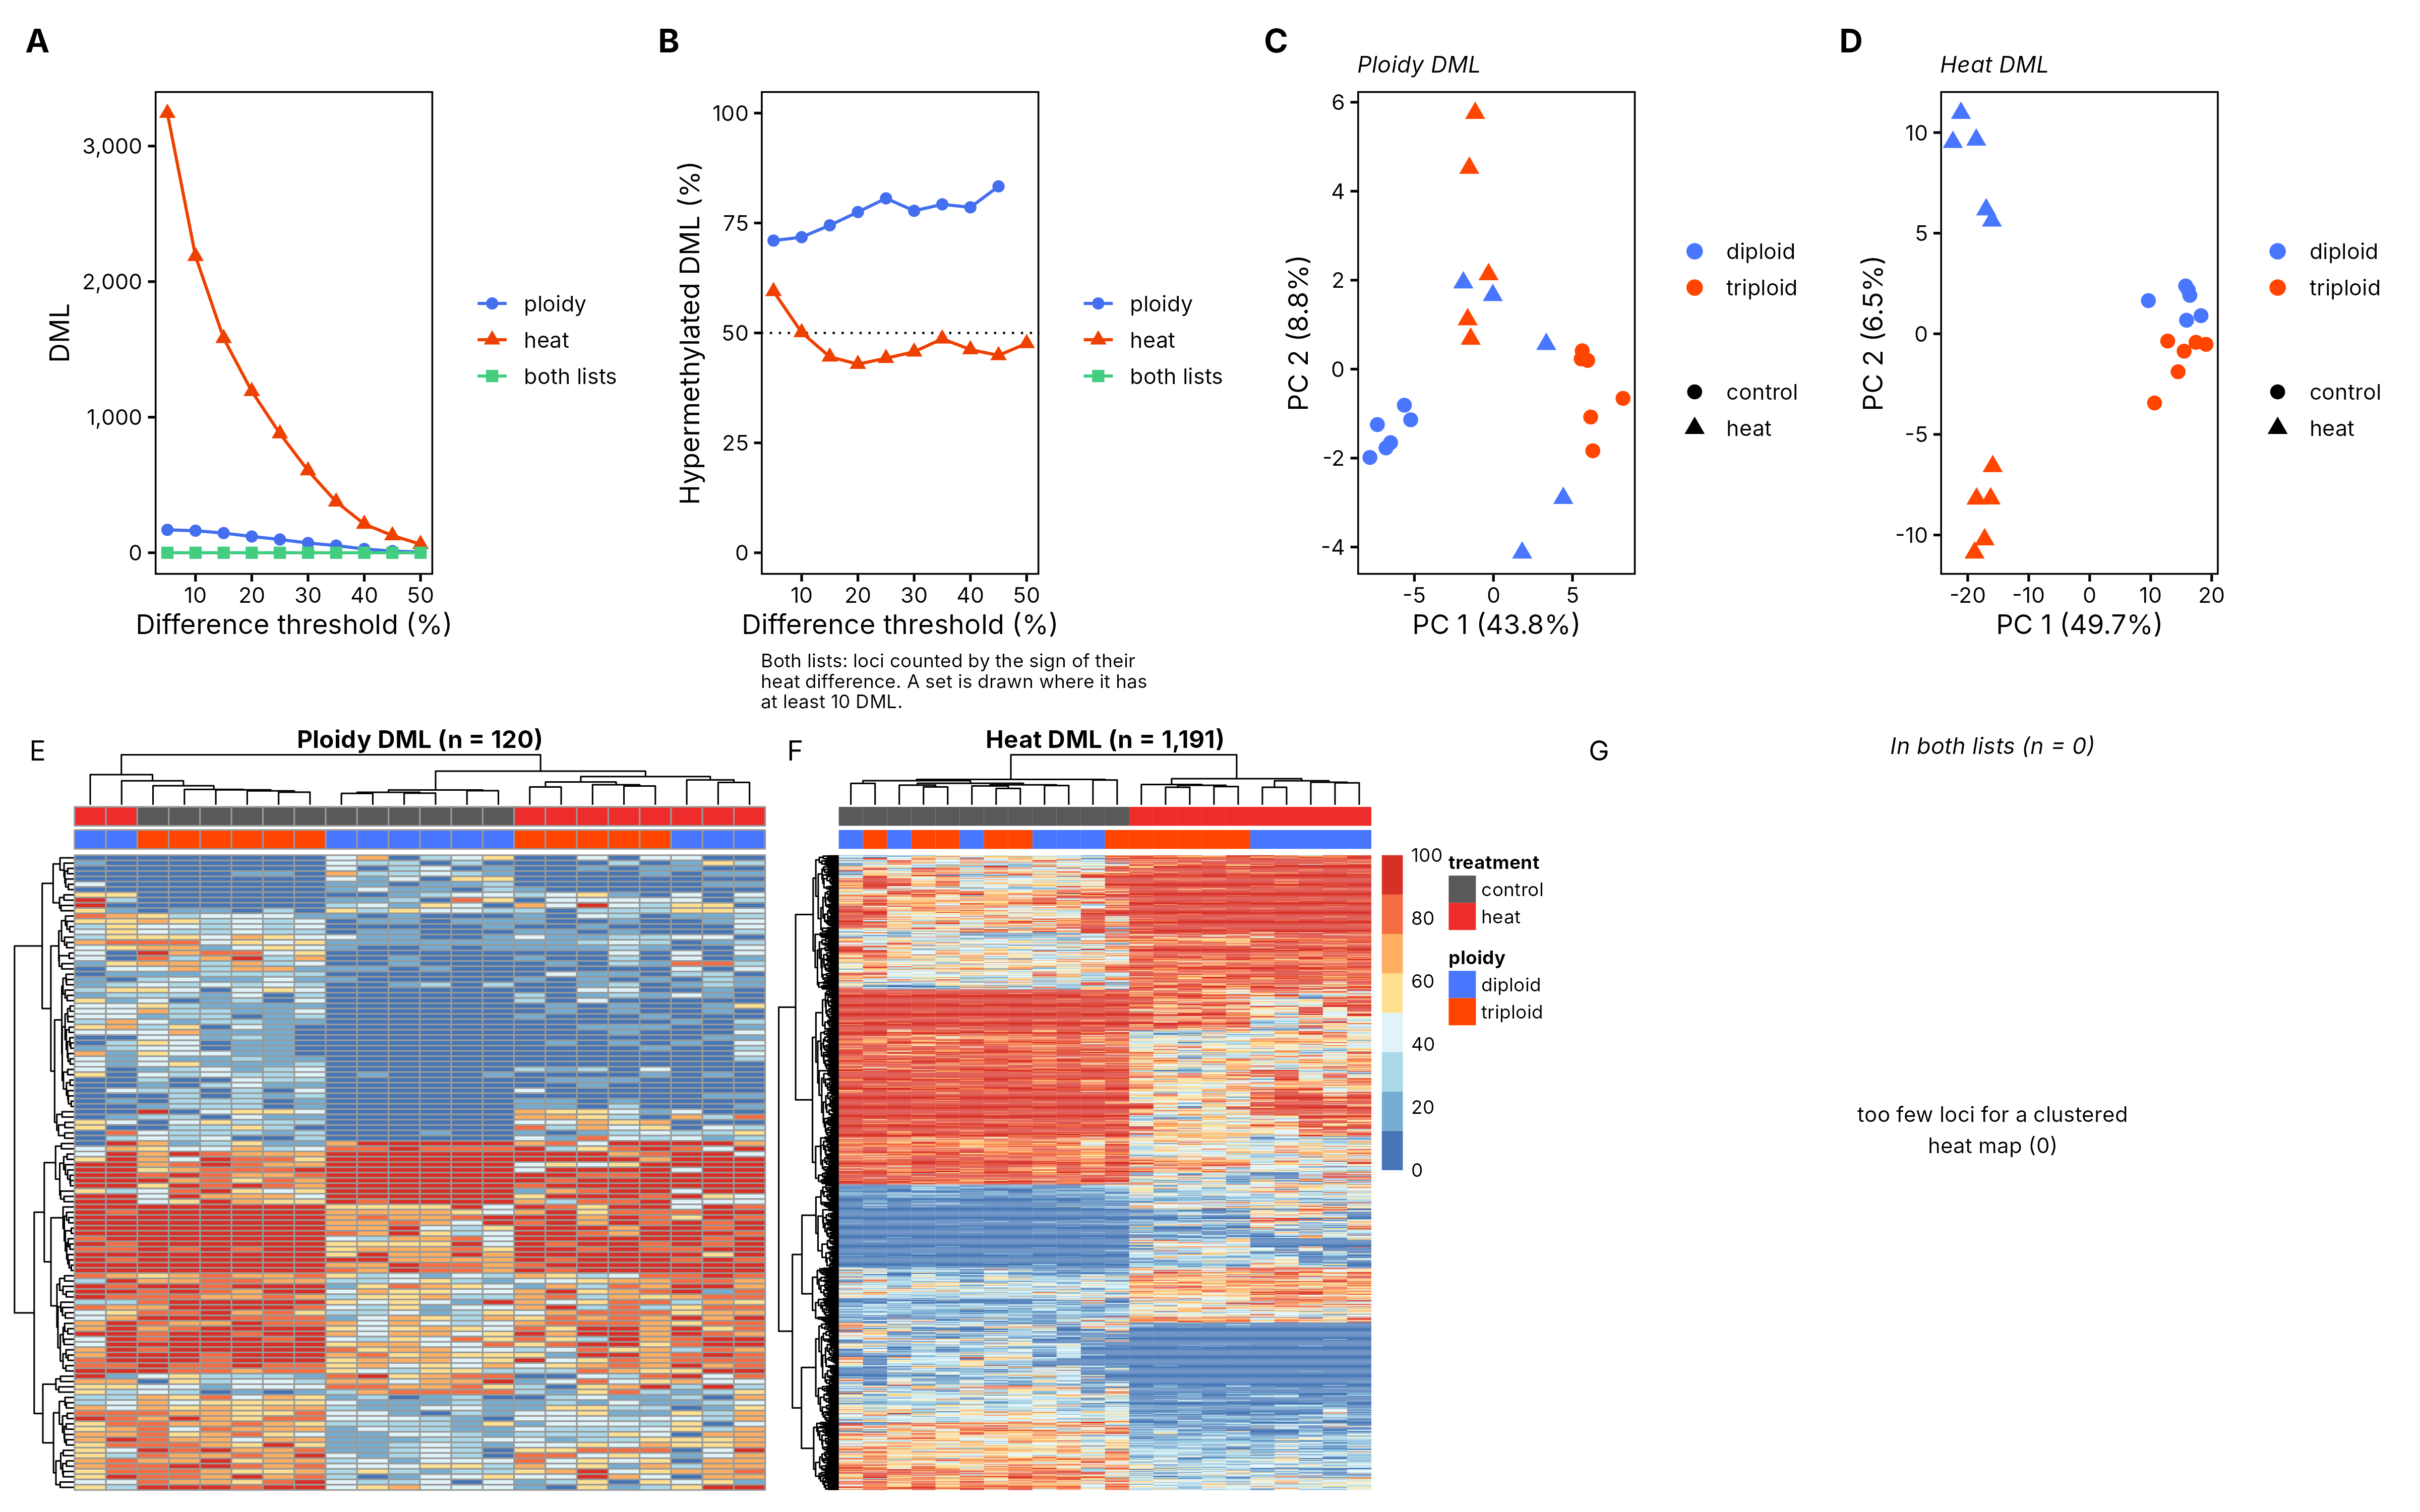 A
B
C
D
Ploidy DML
Heat DML
3,000
2,000
1,000
0
DML
10 20 30 40 50
Difference threshold (%)
ploidy
heat
both lists
100
75
50
25
0
Hypermethylated DML (%)
10 20 30 40 50
Difference threshold (%)
ploidy
heat
both lists
Both lists: loci counted by the sign of their
heat difference. A set is drawn where it has
at least 10 DML.
6
4
2
0
-2
-4
PC 2 (8.8%)
-5 0 5
PC 1 (43.8%)
diploid
triploid
control
heat
10
5
0
-5
-10
PC 2 (6.5%)
-20 -10 0 10 20
PC 1 (49.7%)
diploid
triploid
control
heat
E
Ploidy DML (n = 120)
F
Heat DML (n = 1,191)
100
80
60
40
20
0
treatment
control
heat
ploidy
diploid
triploid
G
In both lists (n = 0)
too few loci for a clustered
heat map (0)